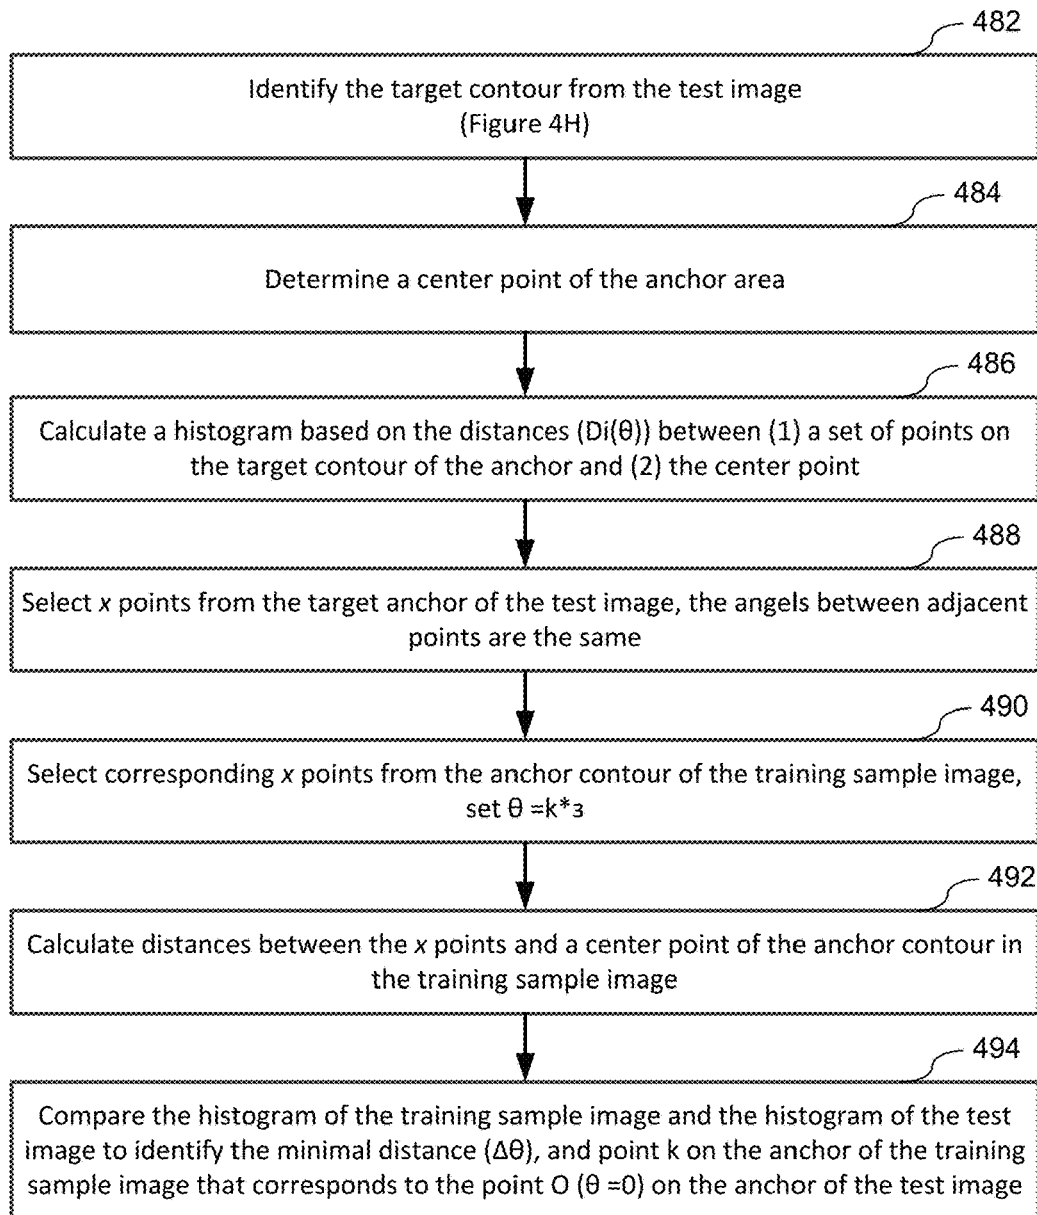 482
Identify the target contour from the test image
(Figure 4H)
484
Determine a center point of the anchor area
486
Calculate a histogram based on the distances (Di(θ)) between (1) a set of points on
the target contour of the anchor and (2) the center point
488
Select x points from the target anchor of the test image, the angels between adjacent
points are the same
490
Select corresponding x points from the anchor contour of the training sample image,
set θ =k*з
492
Calculate distances between the x points and a center point of the anchor contour in
the training sample image
494
Compare the histogram of the training sample image and the histogram of the test
image to identify the minimal distance (Δθ), and point k on the anchor of the training
sample image that corresponds to the point O (θ =0) on the anchor of the test image